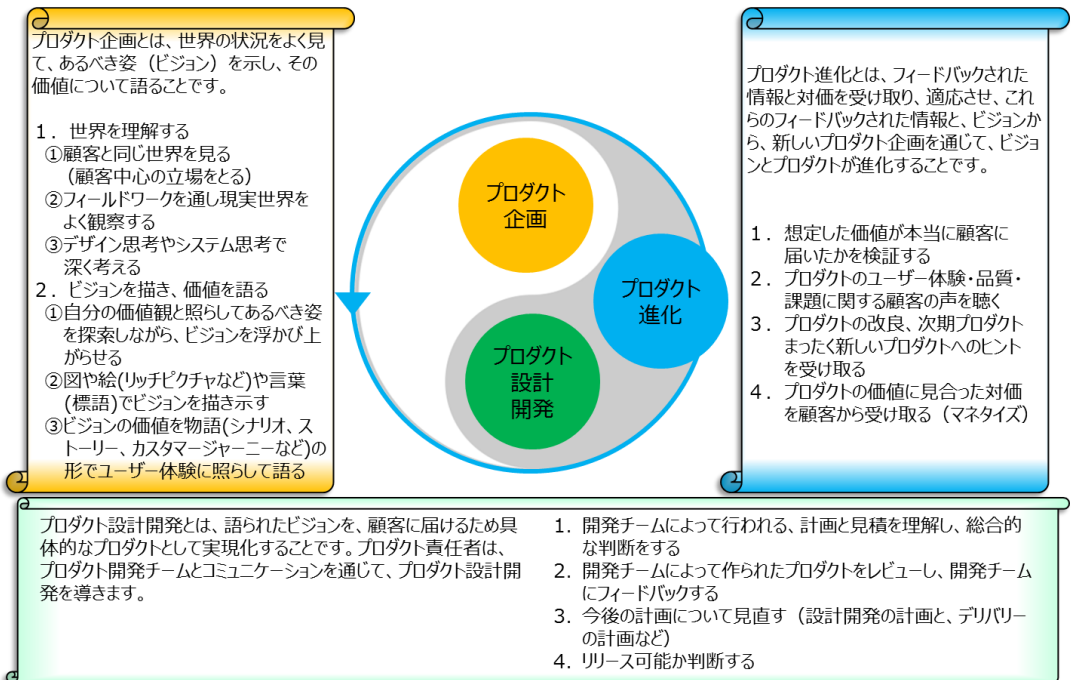 プロダクト企画とは、世界の状況をよく見
て、あるべき姿（ビジョン）を示し、その
価値について語ることです。
１．世界を理解する
①顧客と同じ世界を見る
(顧客中心の立場をとる)
②フィールドワークを通し現実世界を
よく観察する
③デザイン思考やシステム思考で
深く考える
２．ビジョンを描き、価値を語る
①自分の価値観と照らしてあるべき姿
を探索しながら、ビジョンを浮かび上
がらせる
②図や絵(リッチピクチャなど)や言葉
(標語)でビジョンを描き示す
③ビジョンの価値を物語(シナリオ、ス
トーリー、カスタマージャーニーなど)の
形でユーザー体験に照らして語る
プロダクト
企画
プロダクト
進化
プロダクト
設計
開発
プロダクト進化とは、フィードバックされた
情報と対価を受け取り、適応させ、これ
らのフィードバックされた情報と、ビジョンか
ら、新しいプロダクト企画を通じて、ビジョ
ンとプロダクトが進化することです。
１．想定した価値が本当に顧客に
届いたかを検証する
２．プロダクトのユーザー体験・品質・
課題に関する顧客の声を聴く
３．プロダクトの改良、次期プロダクト
まったく新しいプロダクトへのヒント
を受け取る
４．プロダクトの価値に見合った対価
を顧客から受け取る（マネタイズ）
プロダクト設計開発とは、語られたビジョンを、顧客に届けるため具
体的なプロダクトとして実現化することです。プロダクト責任者は、
プロダクト開発チームとコミュニケーションを通じて、プロダクト設計開
発を導きます。
1. 開発チームによって行われる、計画と見積を理解し、総合的
な判断をする
2. 開発チームによって作られたプロダクトをレビューし、開発チーム
にフィードバックする
3. 今後の計画について見直す（設計開発の計画と、デリバリー
の計画など）
4. リリース可能か判断する